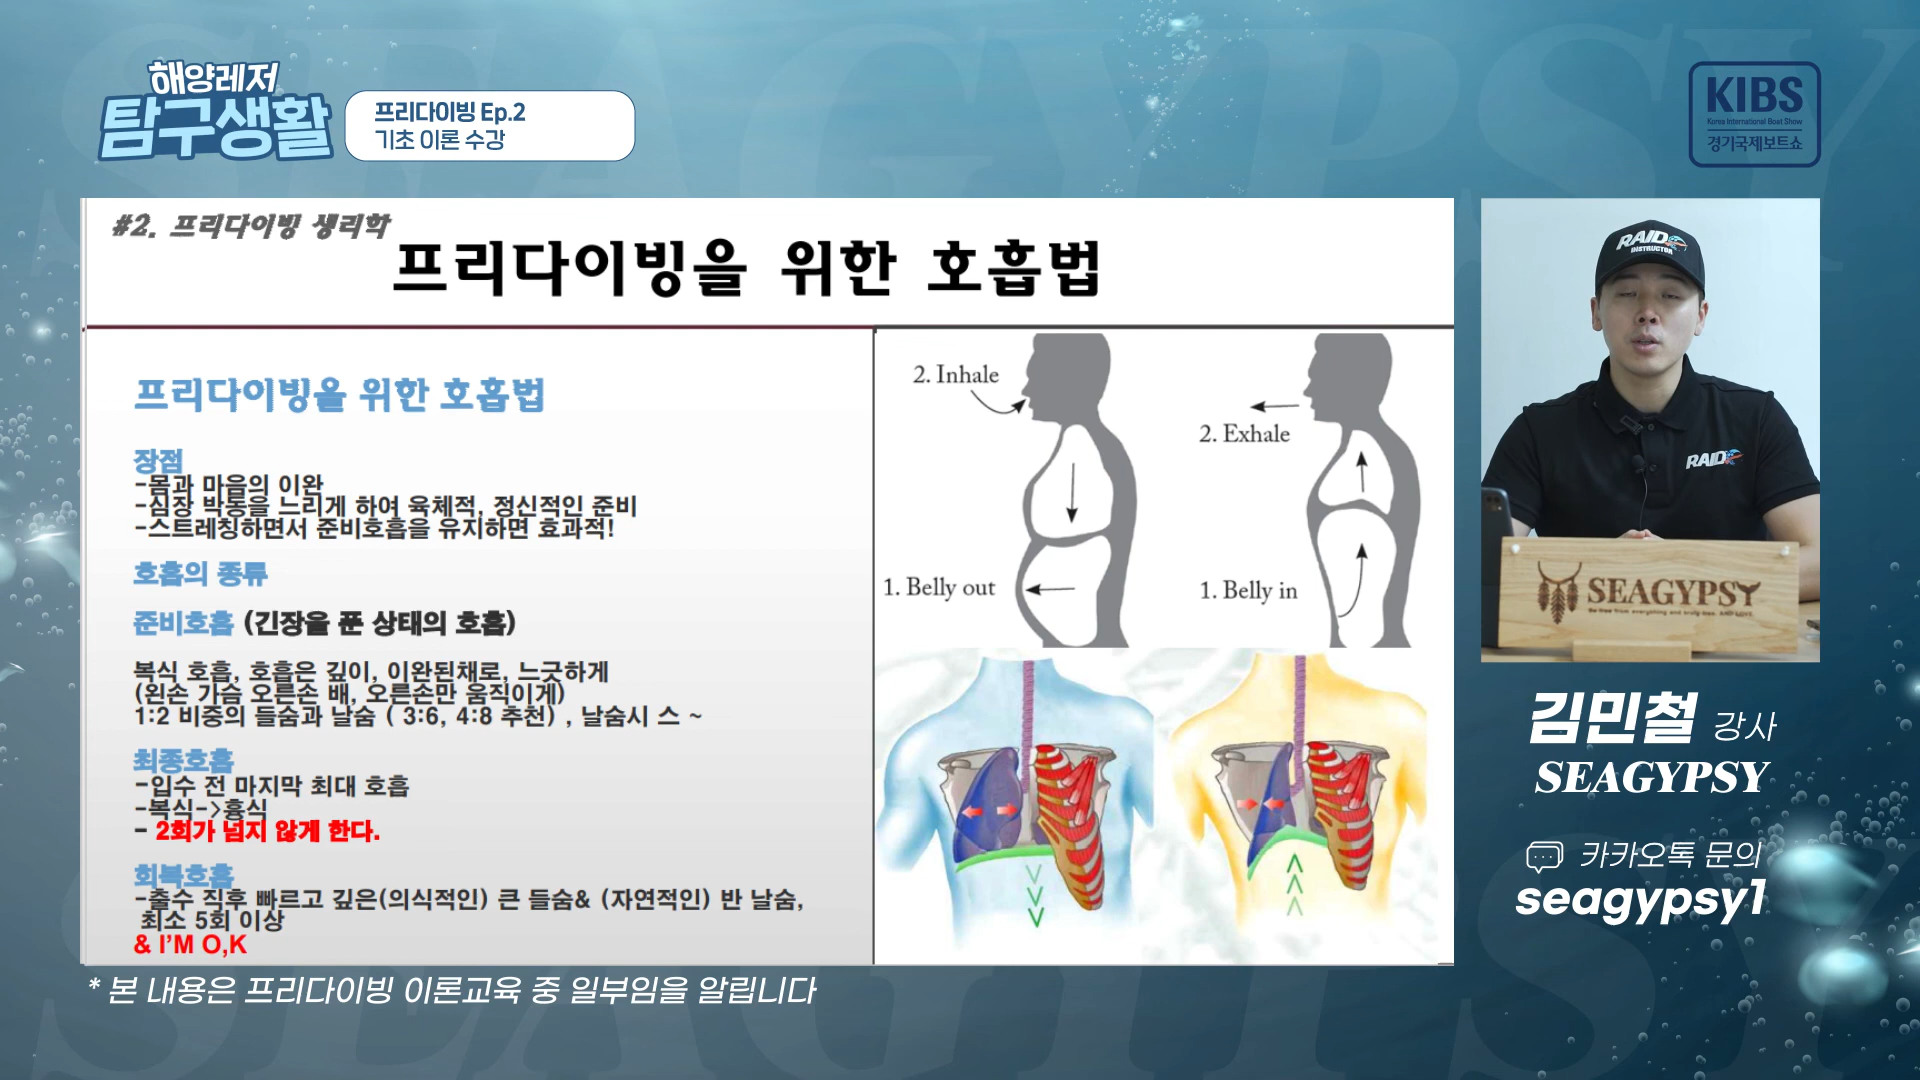 해양레저
탐구생활
프리다이빙 Ep.2
기초 이론 수강
KIBS
Korea International Boat Show
경기국제보트쇼
#2. 프리다이빙 생리학
프리다이빙을 위한 호흡법
프리다이빙을 위한 호흡법
장점
-몸과 마음의 이완
-심장 박동을 느리게 하여 육체적, 정신적인 준비
-스트레칭하면서 준비호흡을 유지하면 효과적!
호흡의 종류
준비호흡 (긴장을 푼 상태의 호흡)
복식 호흡, 호흡은 깊이, 이완된채로, 느긋하게
(왼손 가슴 오른손 배, 오른손만 움직이게)
1:2 비중의 들숨과 날숨 ( 3:6, 4:8 추천) , 날숨시 스 ~
최종호흡
-입수 전 마지막 최대 호흡
-복식->흉식
- 2회가 넘지 않게 한다.
회복호흡
-출수 직후 빠르고 깊은(의식적인) 큰 들숨& (자연적인) 반 날숨,
최소 5회 이상
& I'M O,K
2. Inhale
1. Belly out
2. Exhale
1. Belly in
RAID
INSTRUCTOR
RAID
SEAGYPSY
김민철 강사
SEAGYPSY
카카오톡 문의
seagypsy1
* 본 내용은 프리다이빙 이론교육 중 일부임을 알립니다
SEAGYPSY
SEAGYPSY